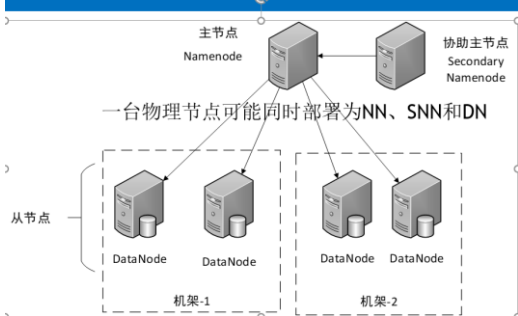 主节点
Namenode
协助主节点
Secondary
Namenode
一台物理节点可能同时部署为NN、SNN和DN
从节点
DataNode
DataNode
DataNode
DataNode
机架-1
机架-2